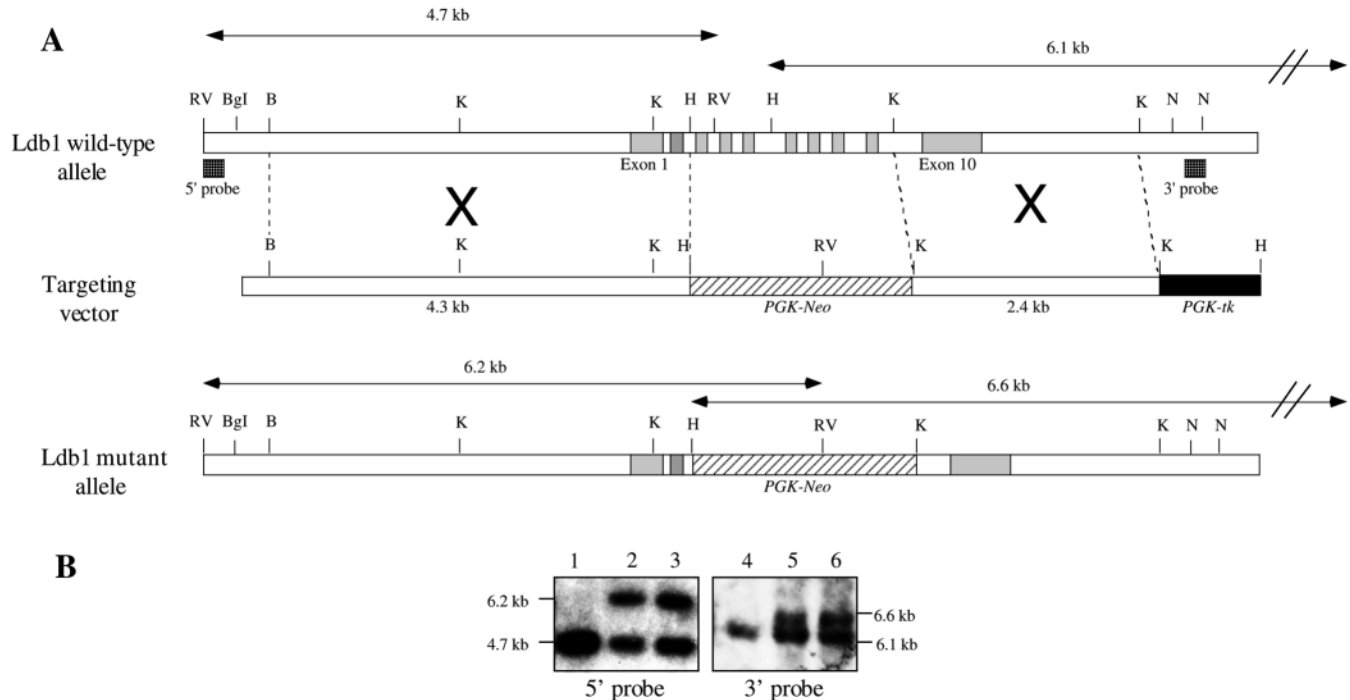 A
4.7 kb
6.1 kb
RV BgI B K K H RV H K K N N
Ldb1 wild-type
allele
Exon 1
Exon 10
5' probe
3' probe
X
X
B K K H RV K K H
Targeting
vector
4.3 kb
PGK-Neo
2.4 kb
PGK-tk
6.2 kb
6.6 kb
RV BgI B K K H RV K K N N
Ldb1 mutant
allele
PGK-Neo
B
1 2 3 4 5 6
6.2 kb
6.6 kb
4.7 kb
6.1 kb
5’ probe
3’ probe